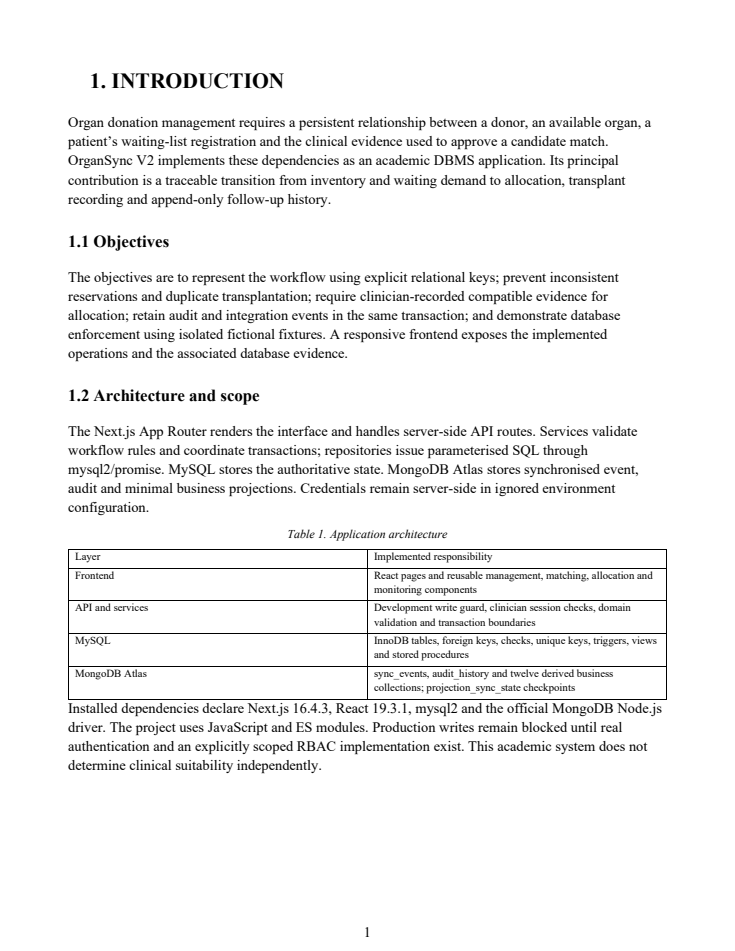 1. INTRODUCTION
Organ donation management requires a persistent relationship between a donor, an available organ, a
patient’s waiting-list registration and the clinical evidence used to approve a candidate match.
OrganSync V2 implements these dependencies as an academic DBMS application. Its principal
contribution is a traceable transition from inventory and waiting demand to allocation, transplant
recording and append-only follow-up history.
1.1 Objectives
The objectives are to represent the workflow using explicit relational keys; prevent inconsistent
reservations and duplicate transplantation; require clinician-recorded compatible evidence for
allocation; retain audit and integration events in the same transaction; and demonstrate database
enforcement using isolated fictional fixtures. A responsive frontend exposes the implemented
operations and the associated database evidence.
1.2 Architecture and scope
The Next.js App Router renders the interface and handles server-side API routes. Services validate
workflow rules and coordinate transactions; repositories issue parameterised SQL through
mysql2/promise. MySQL stores the authoritative state. MongoDB Atlas stores synchronised event,
audit and minimal business projections. Credentials remain server-side in ignored environment
configuration.
Table 1. Application architecture
Layer
Implemented responsibility
Frontend
React pages and reusable management, matching, allocation and
monitoring components
API and services
Development write guard, clinician session checks, domain
validation and transaction boundaries
MySQL
InnoDB tables, foreign keys, checks, unique keys, triggers, views
and stored procedures
MongoDB Atlas
sync_events, audit_history and twelve derived business
collections; projection_sync_state checkpoints
Installed dependencies declare Next.js 16.4.3, React 19.3.1, mysql2 and the official MongoDB Node.js
driver. The project uses JavaScript and ES modules. Production writes remain blocked until real
authentication and an explicitly scoped RBAC implementation exist. This academic system does not
determine clinical suitability independently.
1